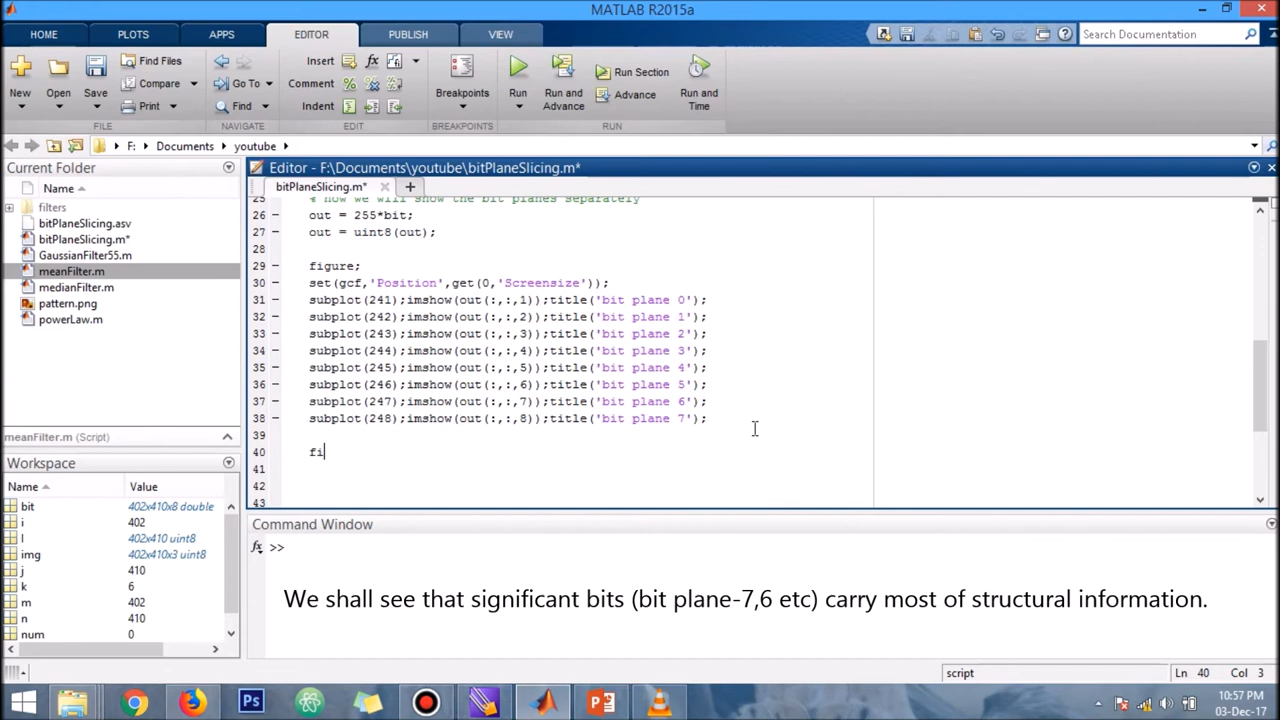 MATLAB R2015a
HOME PLOTS APPS EDITOR PUBLISH VIEW Search Documentation
New Open Save Find Files Compare Print Go To Find Insert Comment Indent fx Breakpoints Run Run and Advance Run Section Advance Run and Time
FILE NAVIGATE EDIT BREAKPOINTS RUN
F: Documents youtube
Current Folder
Name
filters
bitPlaneSlicing.asv
bitPlaneSlicing.m*
GaussianFilter55.m
meanFilter.m
medianFilter.m
pattern.png
powerLaw.m
meanFilter.m (Script)
Workspace
Name Value
bit 402x410x8 double
i 402
I 402x410 uint8
img 402x410x3 uint8
j 410
k 6
m 402
n 410
num 0
Editor - F:\Documents\youtube\bitPlaneSlicing.m*
bitPlaneSlicing.m*
25 % now we will show the bit planes separately
26 out = 255*bit;
27 out = uint8(out);
28
29 figure;
30 set(gcf,'Position',get(0,'Screensize'));
31 subplot(241);imshow(out(:,:,1));title('bit plane 0');
32 subplot(242);imshow(out(:,:,2));title('bit plane 1');
33 subplot(243);imshow(out(:,:,3));title('bit plane 2');
34 subplot(244);imshow(out(:,:,4));title('bit plane 3');
35 subplot(245);imshow(out(:,:,5));title('bit plane 4');
36 subplot(246);imshow(out(:,:,6));title('bit plane 5');
37 subplot(247);imshow(out(:,:,7));title('bit plane 6');
38 subplot(248);imshow(out(:,:,8));title('bit plane 7');
39
40 fi
41
42
43
Command Window
fx >>
We shall see that significant bits (bit plane-7,6 etc) carry most of structural information.
script Ln 40 Col 3
Ps
10:57 PM
03-Dec-17